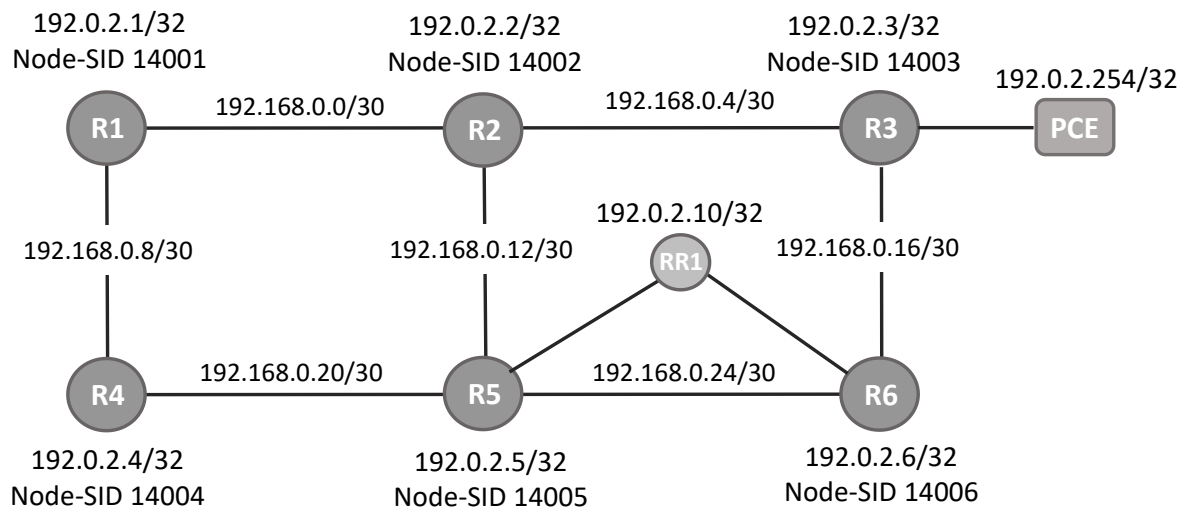 192.0.2.1/32
Node-SID 14001
192.0.2.2/32
Node-SID 14002
192.0.2.3/32
Node-SID 14003
192.0.2.254/32
R1
192.168.0.0/30
R2
192.168.0.4/30
R3
PCE
192.168.0.8/30
192.168.0.12/30
192.0.2.10/32
RR1
192.168.0.16/30
R4
192.168.0.20/30
R5
192.168.0.24/30
R6
192.0.2.4/32
Node-SID 14004
192.0.2.5/32
Node-SID 14005
192.0.2.6/32
Node-SID 14006